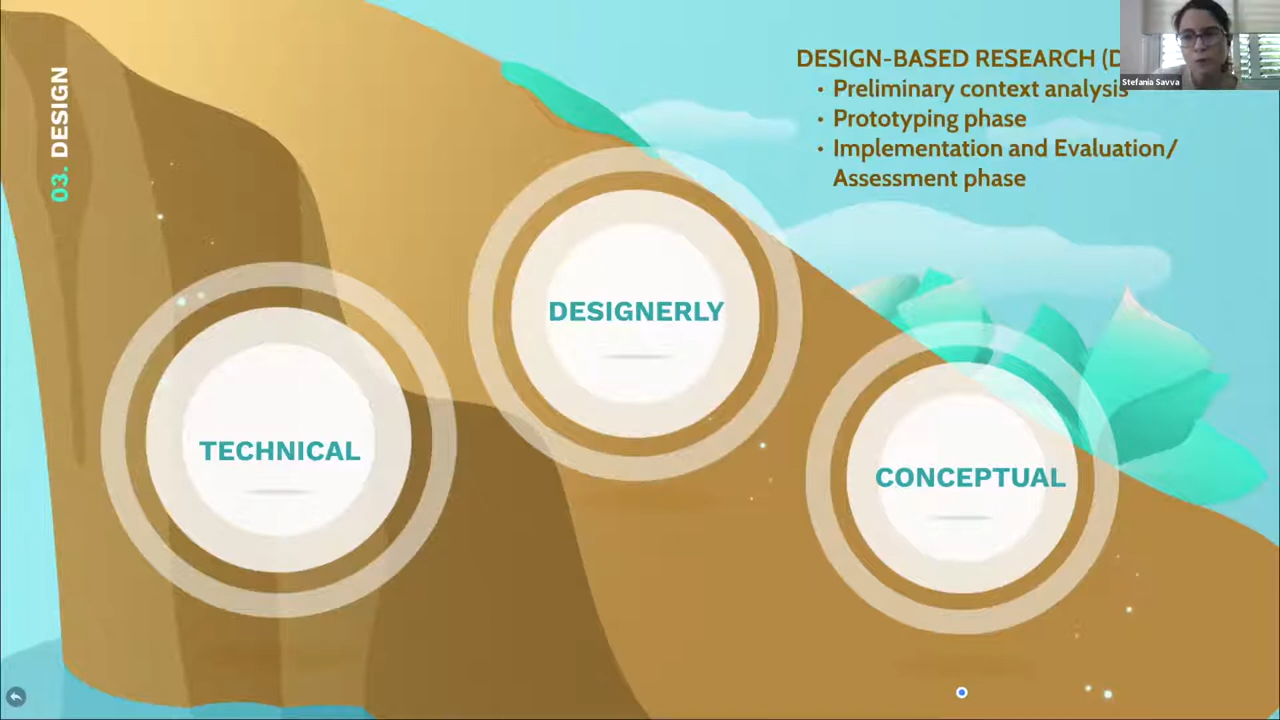 03. DESIGN
DESIGN-BASED RESEARCH (D
• Preliminary context analysis
• Prototyping phase
• Implementation and Evaluation/
Assessment phase
Stefania Savva
DESIGNERLY
TECHNICAL
CONCEPTUAL